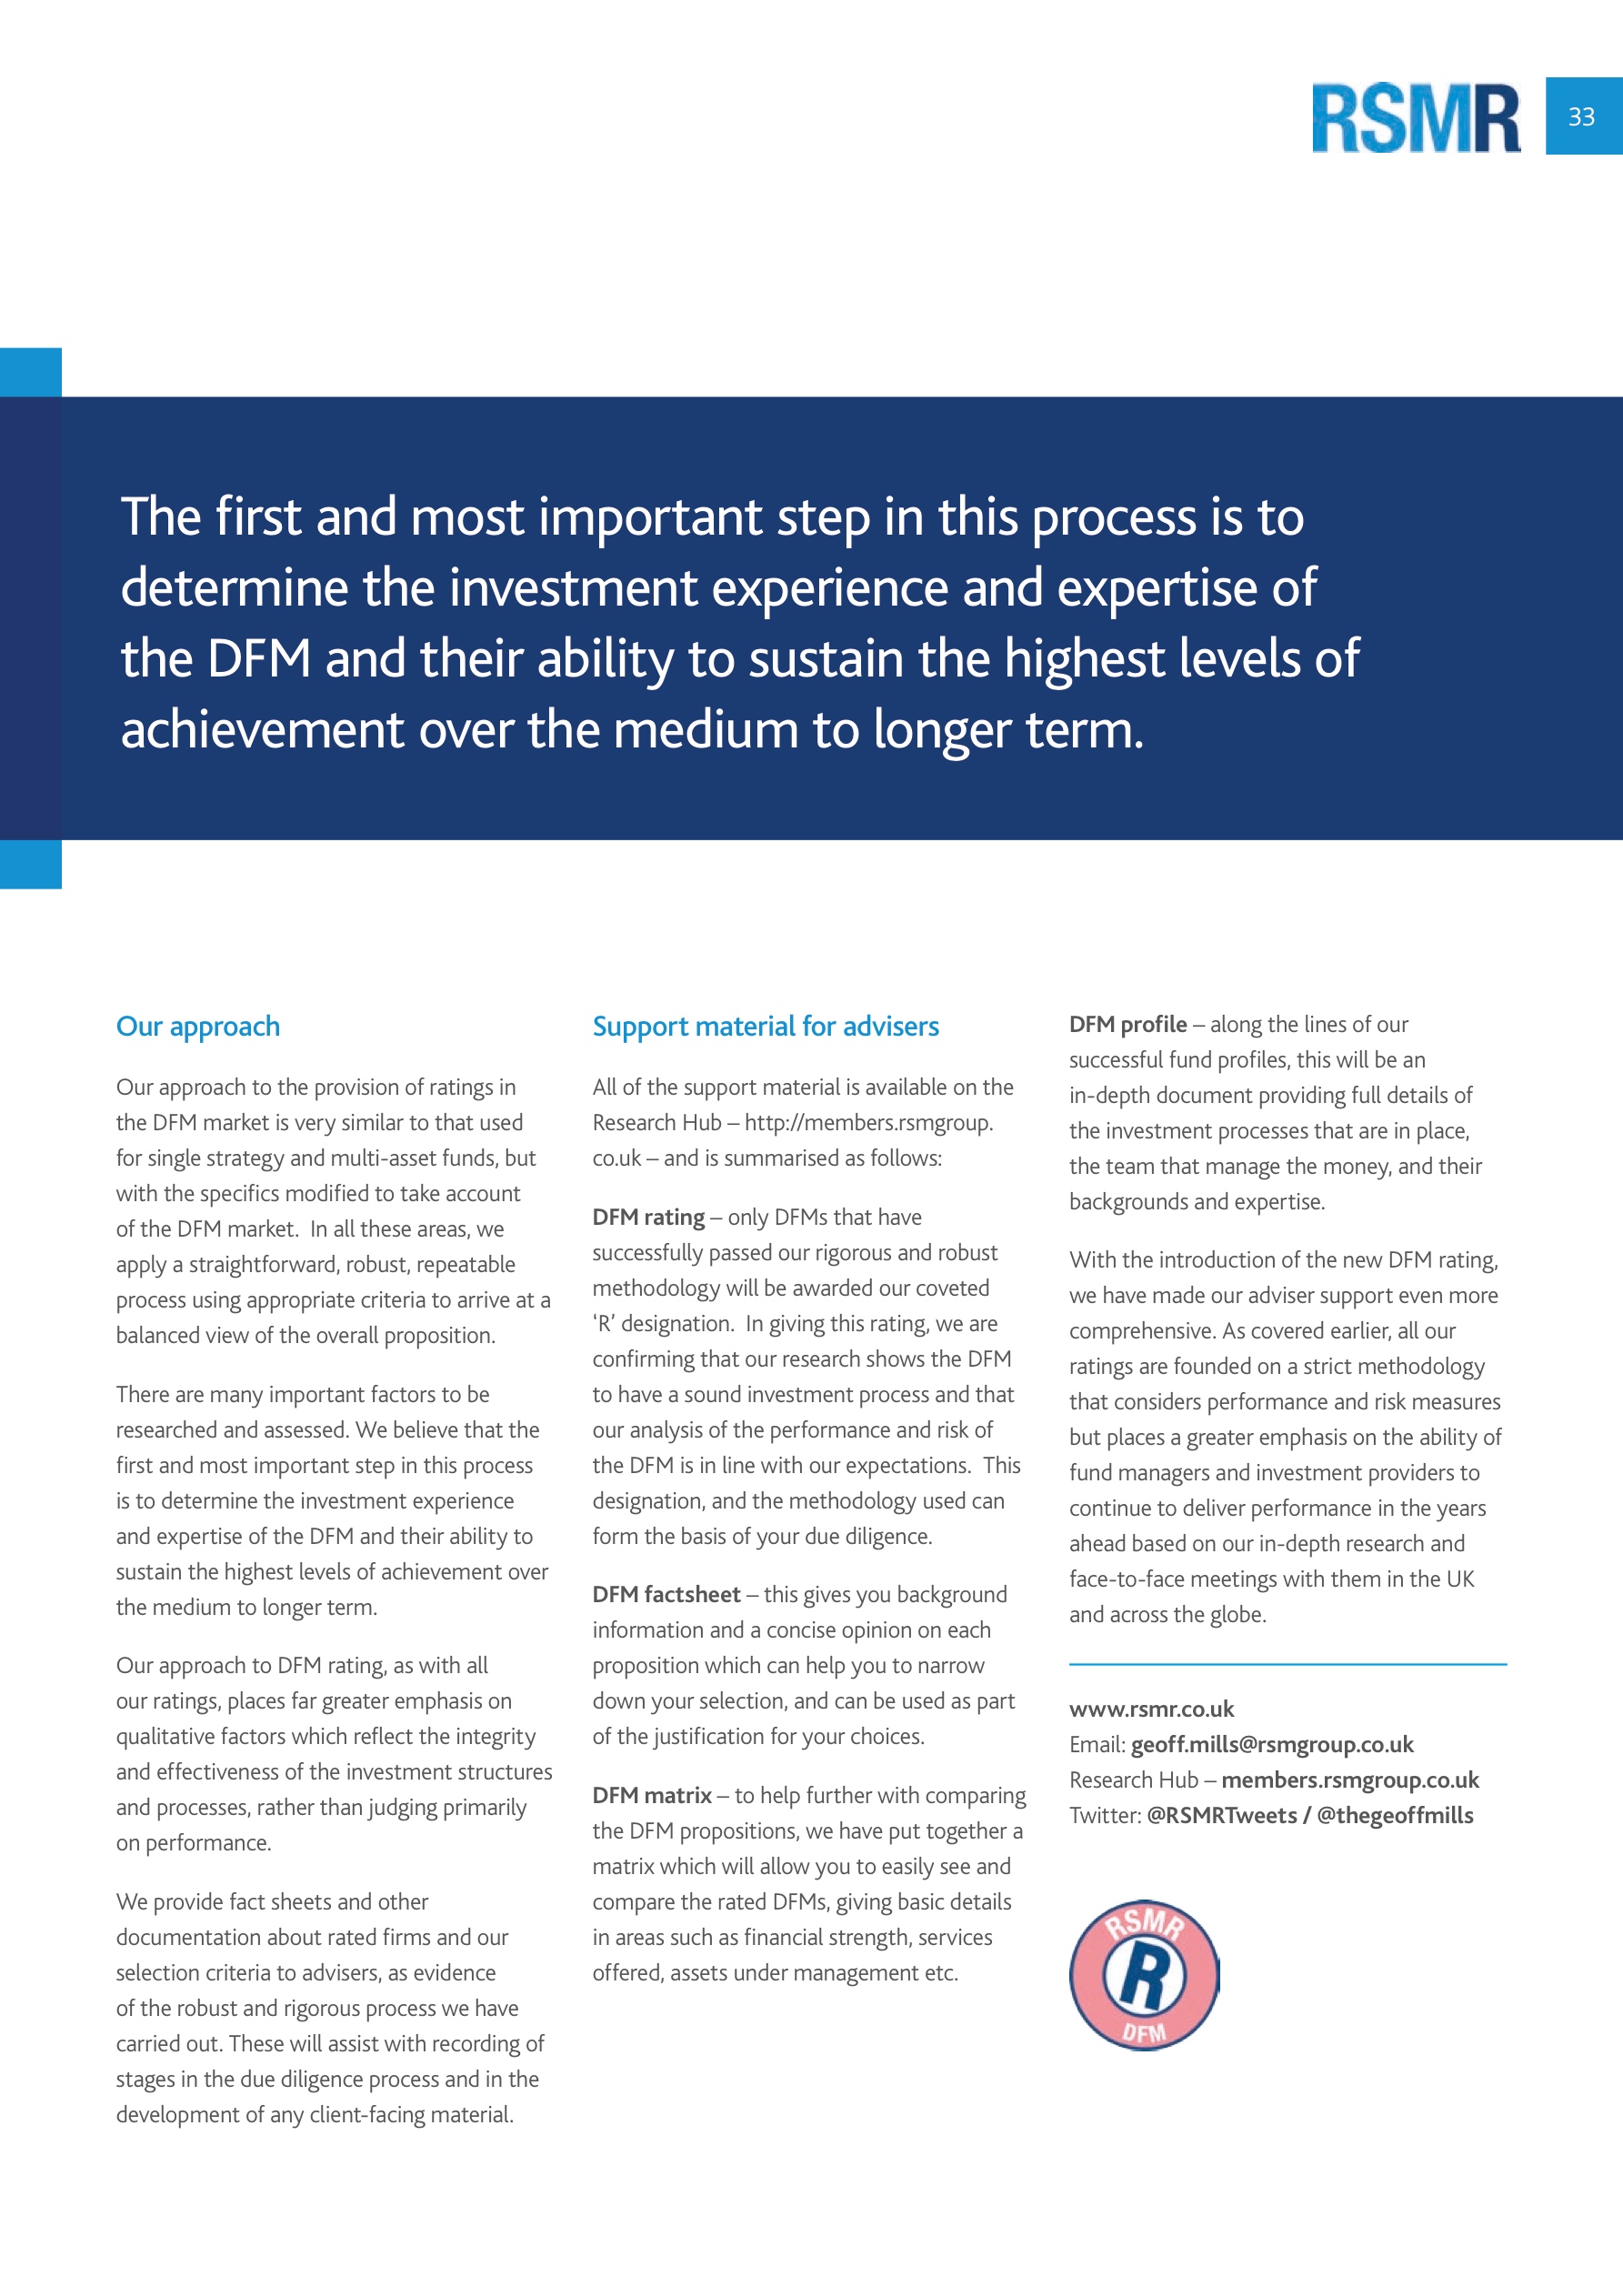 RSMR
33
The first and most important step in this process is to
determine the investment experience and expertise of
the DFM and their ability to sustain the highest levels of
achievement over the medium to longer term.
Our approach
Our approach to the provision of ratings in
the DFM market is very similar to that used
for single strategy and multi-asset funds, but
with the specifics modified to take account
of the DFM market.  In all these areas, we
apply a straightforward, robust, repeatable
process using appropriate criteria to arrive at a
balanced view of the overall proposition.
There are many important factors to be
researched and assessed. We believe that the
first and most important step in this process
is to determine the investment experience
and expertise of the DFM and their ability to
sustain the highest levels of achievement over
the medium to longer term.
Our approach to DFM rating, as with all
our ratings, places far greater emphasis on
qualitative factors which reflect the integrity
and effectiveness of the investment structures
and processes, rather than judging primarily
on performance.
We provide fact sheets and other
documentation about rated firms and our
selection criteria to advisers, as evidence
of the robust and rigorous process we have
carried out. These will assist with recording of
stages in the due diligence process and in the
development of any client-facing material.
Support material for advisers
All of the support material is available on the
Research Hub – http://members.rsmgroup.
co.uk – and is summarised as follows:
DFM rating – only DFMs that have
successfully passed our rigorous and robust
methodology will be awarded our coveted
‘R’ designation.  In giving this rating, we are
confirming that our research shows the DFM
to have a sound investment process and that
our analysis of the performance and risk of
the DFM is in line with our expectations.  This
designation, and the methodology used can
form the basis of your due diligence.
DFM factsheet – this gives you background
information and a concise opinion on each
proposition which can help you to narrow
down your selection, and can be used as part
of the justification for your choices.
DFM matrix – to help further with comparing
the DFM propositions, we have put together a
matrix which will allow you to easily see and
compare the rated DFMs, giving basic details
in areas such as financial strength, services
offered, assets under management etc.
DFM profile – along the lines of our
successful fund profiles, this will be an
in-depth document providing full details of
the investment processes that are in place,
the team that manage the money, and their
backgrounds and expertise.
With the introduction of the new DFM rating,
we have made our adviser support even more
comprehensive. As covered earlier, all our
ratings are founded on a strict methodology
that considers performance and risk measures
but places a greater emphasis on the ability of
fund managers and investment providers to
continue to deliver performance in the years
ahead based on our in-depth research and
face-to-face meetings with them in the UK
and across the globe.
www.rsmr.co.uk
Email: geoff.mills@rsmgroup.co.uk
Research Hub – members.rsmgroup.co.uk
Twitter: @RSMRTweets / @thegeoffmills
RSMR
R
DFM